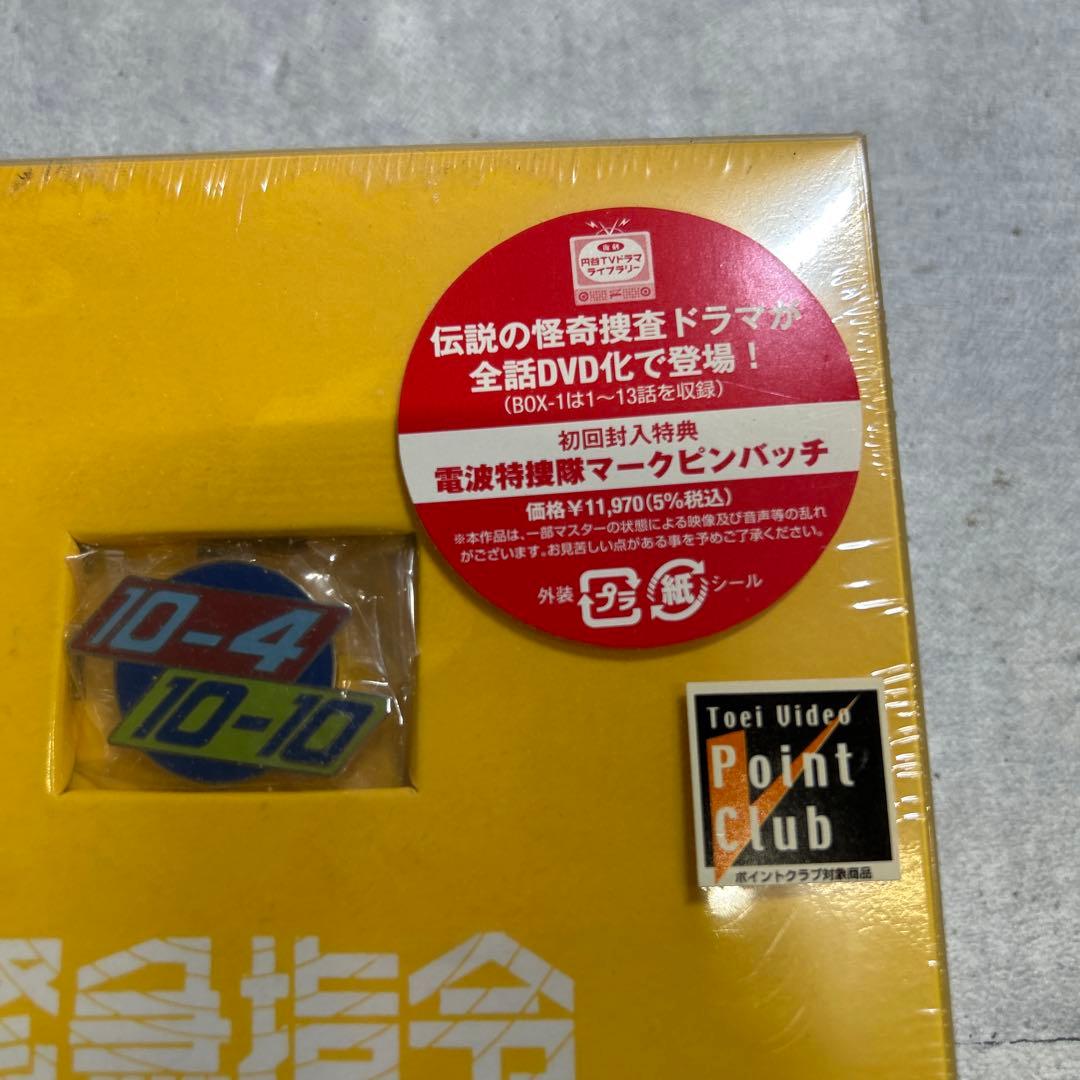 復刻
円谷TVドラマ
ライブラリー
伝説の怪奇捜査ドラマが
全話DVD化で登場！
（BOX-1は1～13話を収録）
初回封入特典
電波特捜隊マークピンバッチ
価格￥11,970（5%税込）
※本作品は、一部マスターの状態による映像及び音声等の乱れ
がございます。お見苦しい点がある事を予めご了承ください。
外装 プラ 紙 シール
10-4
10-10
Toei Video
Point
Club
ポイントクラブ対象商品
緊急指令